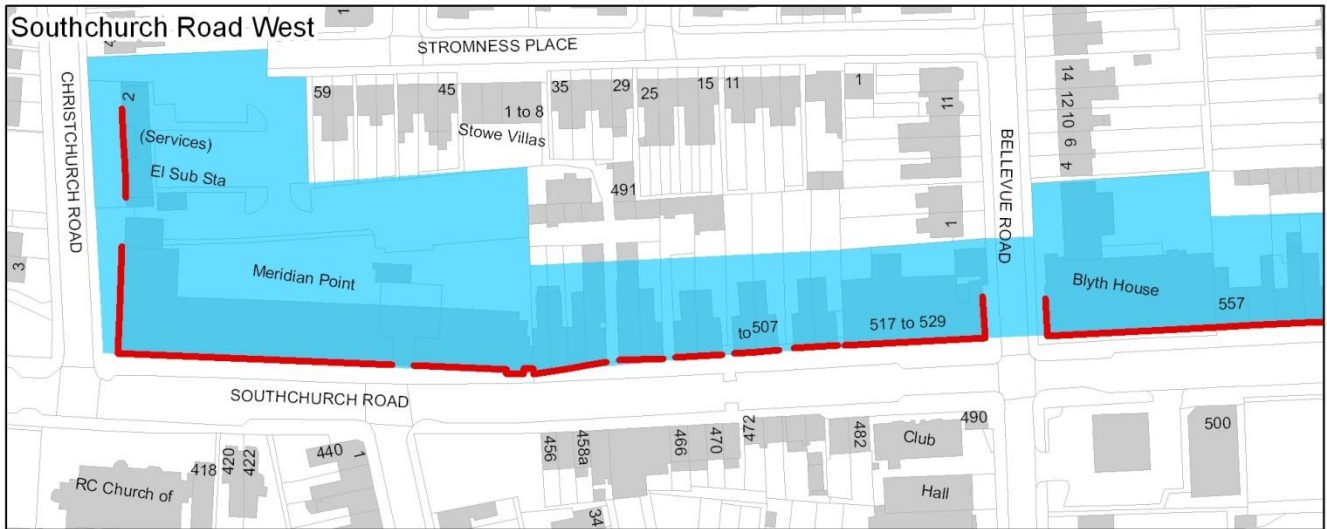 Southchurch Road West
4
1
STROMNESS PLACE
CHRISTCHURCH ROAD
2
(Services)
El Sub Sta
59
45
1 to 8
Stowe Villas
35
29
25
15
11
1
11
BELLEVUE ROAD
14
12
10
6
4
491
1
3
Meridian Point
to
507
517 to 529
Blyth House
557
SOUTHCHURCH ROAD
RC Church of
418
420
422
440
1
456
458a
34
466
470
472
482
Club
490
Hall
500